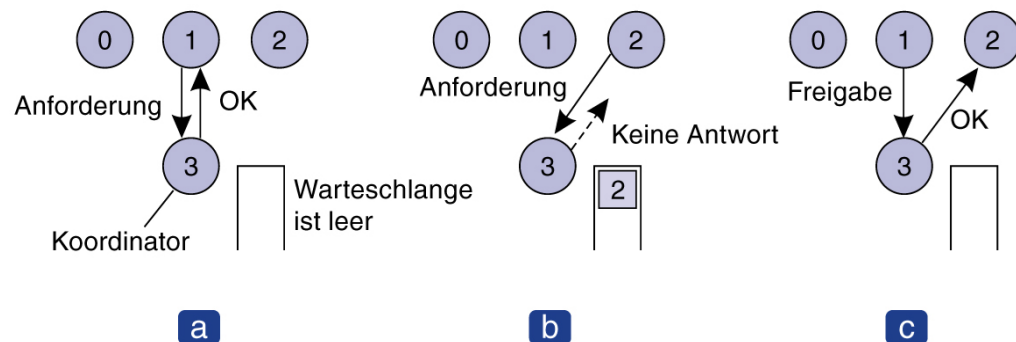 0 1 2
Anforderung OK
3
Warteschlange
ist leer
Koordinator
a
0 1 2
Anforderung
Keine Antwort
3
2
b
0 1 2
Freigabe
OK
3
c